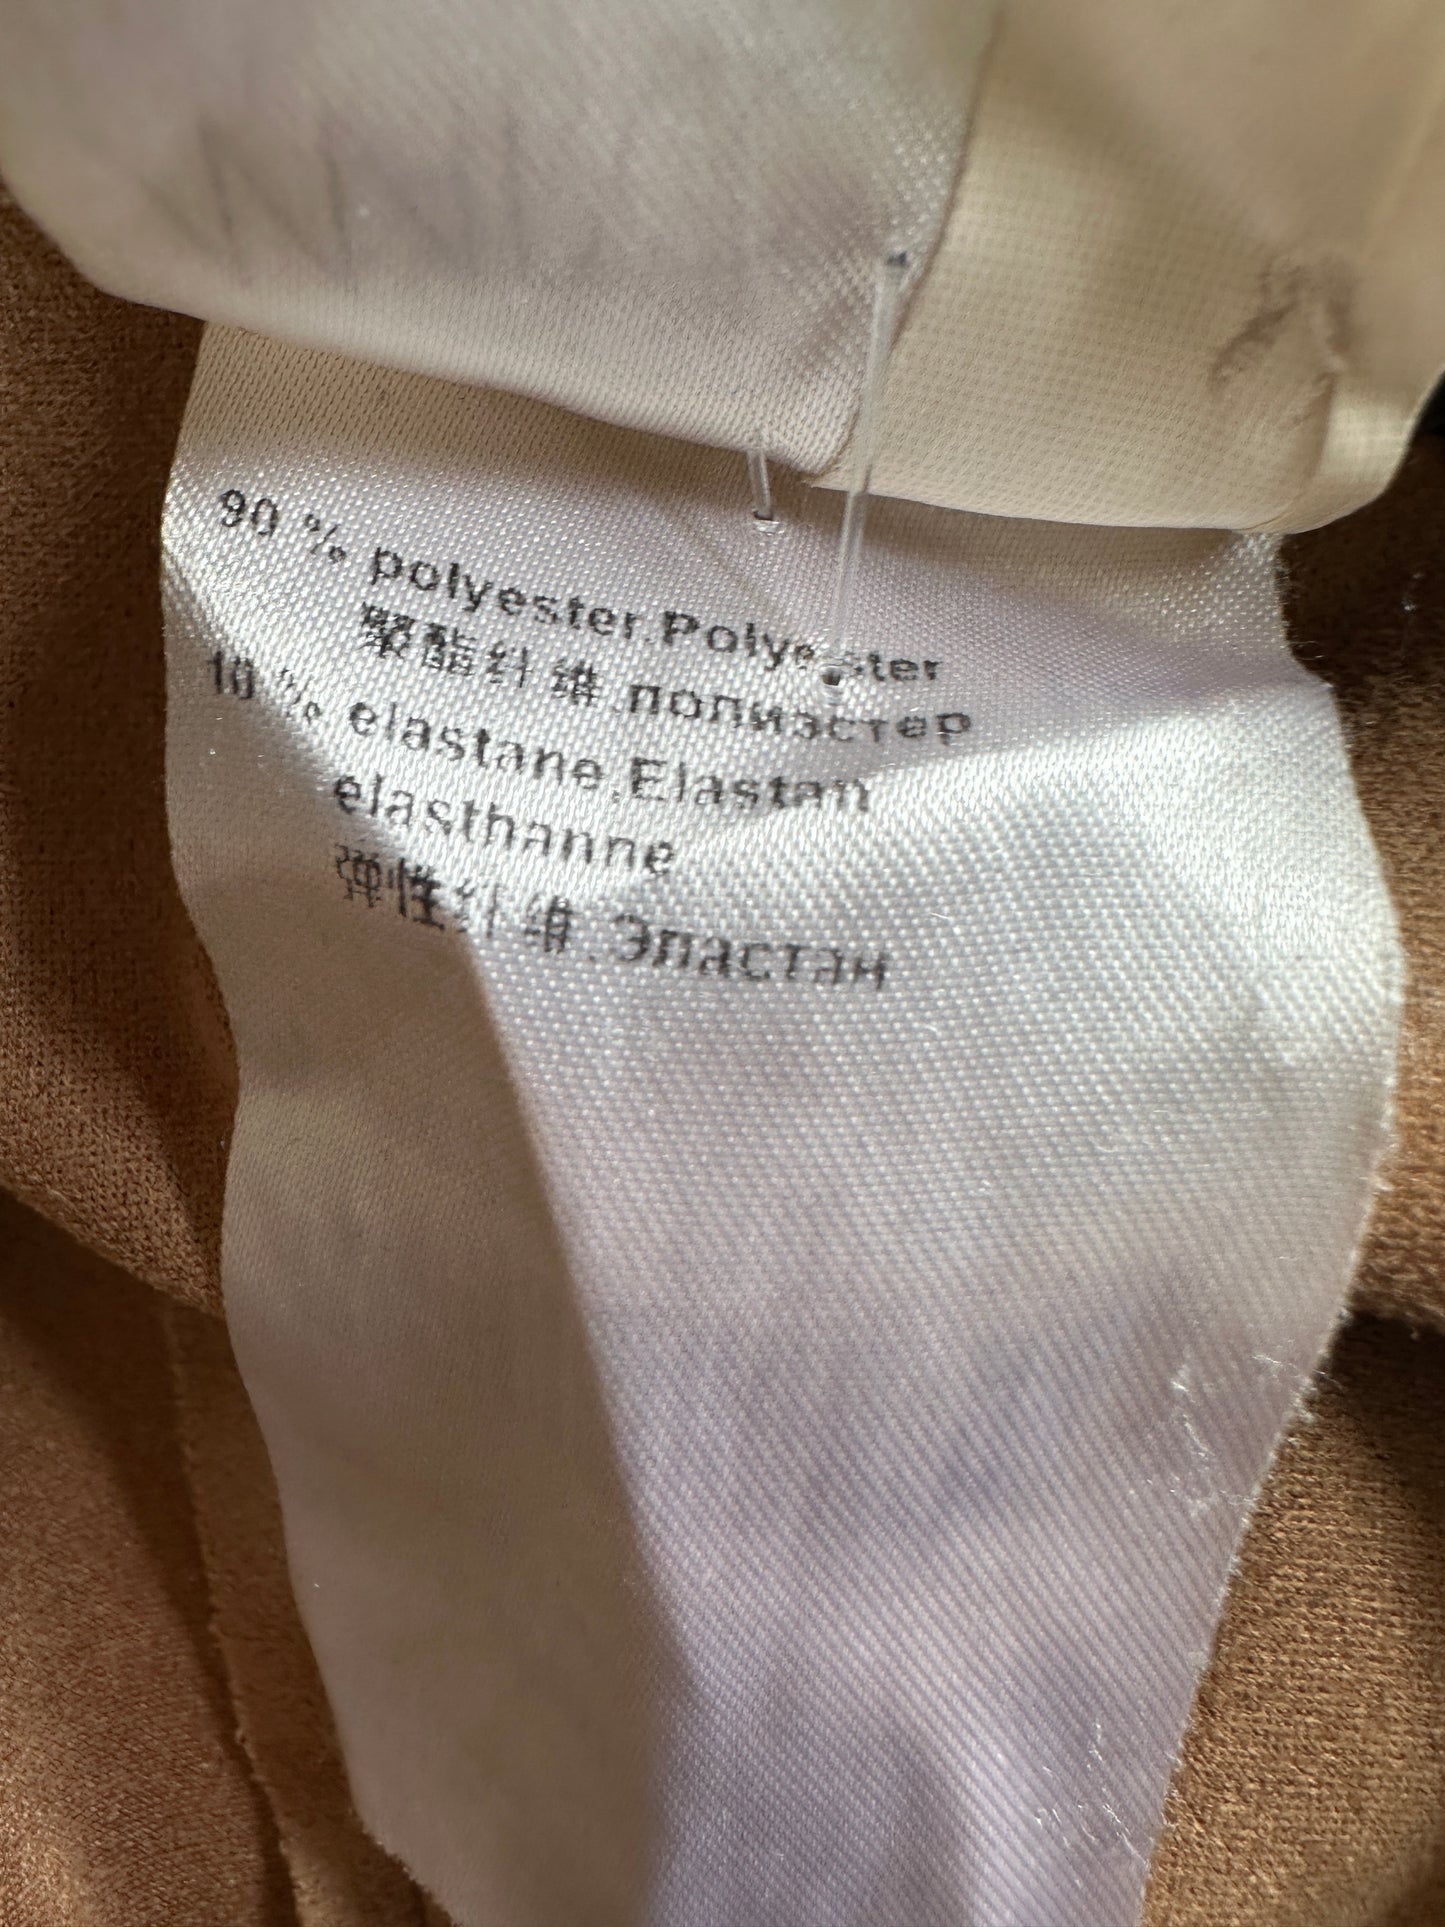 90 % polyester.Polyester
聚酯纤维.полиэстер
10 % elastane.Elastan
elasthanne
弹性纤维.Эластан